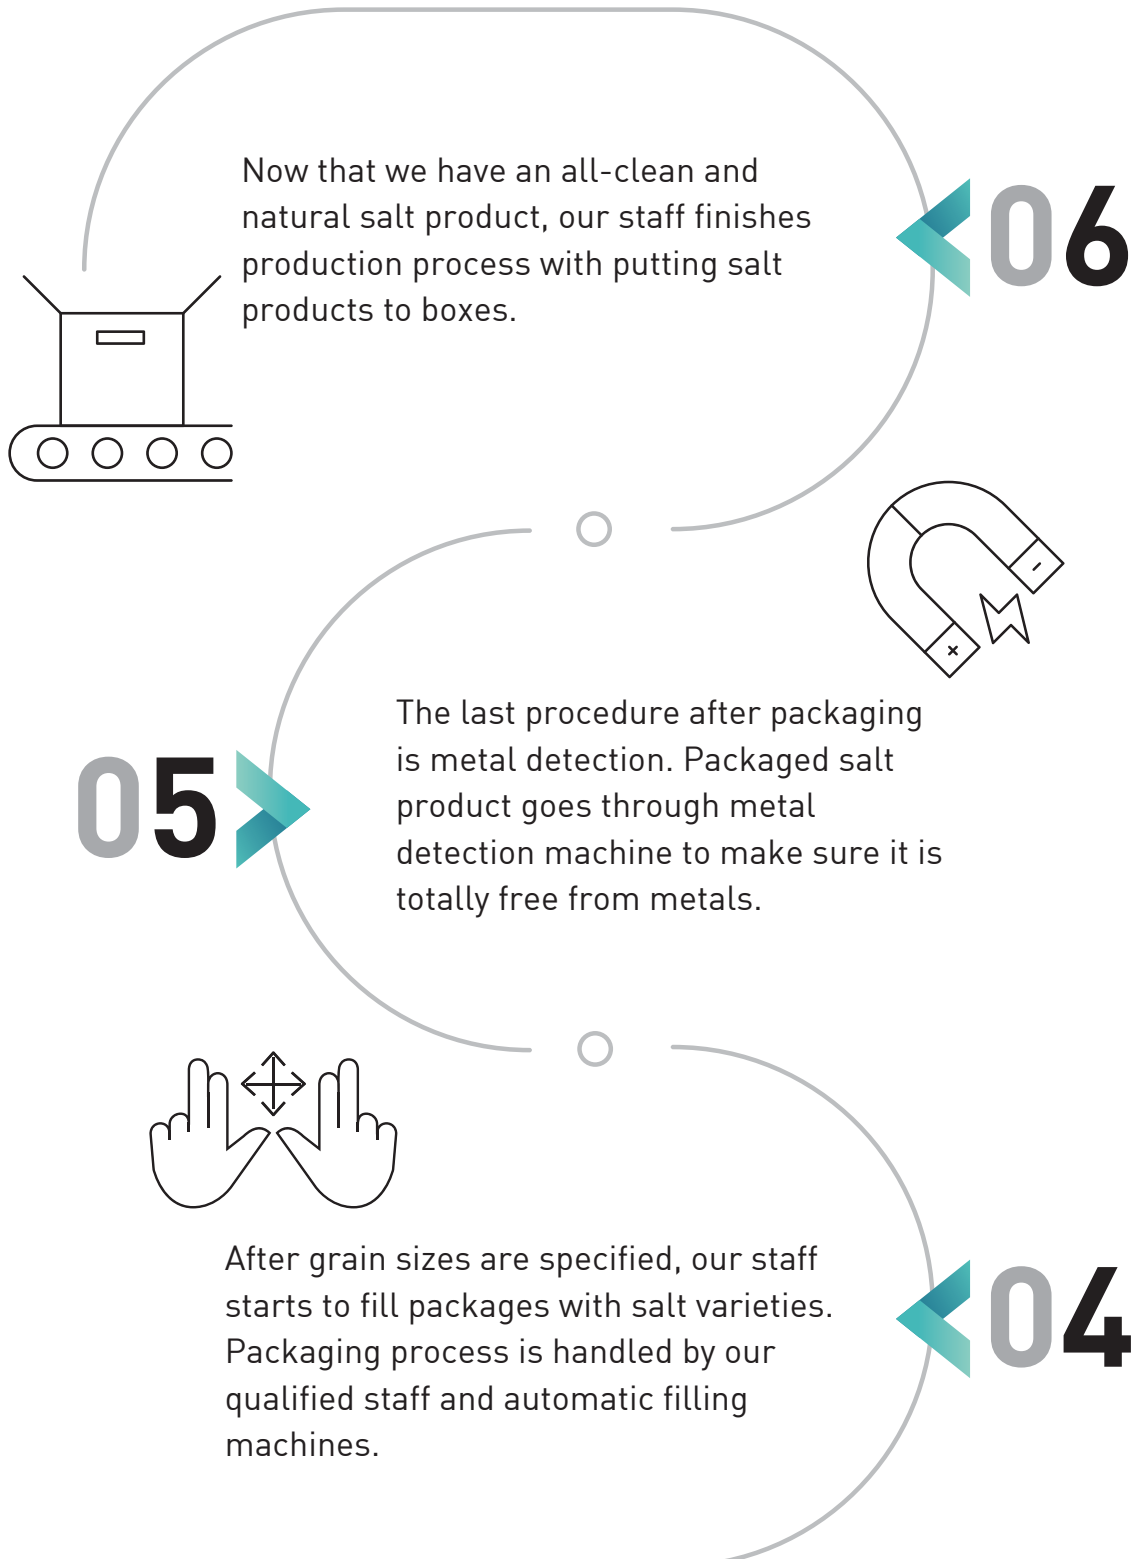 Now that we have an all-clean and
natural salt product, our staff finishes
production process with putting salt
products to boxes.
06
The last procedure after packaging
is metal detection. Packaged salt
product goes through metal
detection machine to make sure it is
totally free from metals.
05
After grain sizes are specified, our staff
starts to fill packages with salt varieties.
Packaging process is handled by our
qualified staff and automatic filling
machines.
04